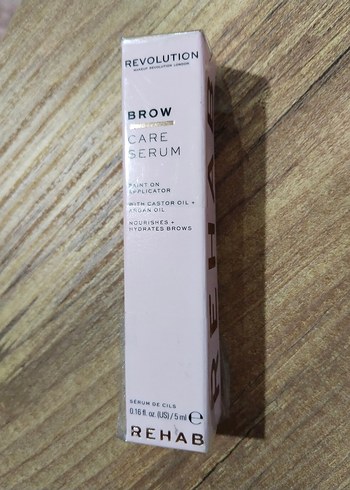 REVOLUTION
MAKEUP REVOLUTION LONDON
BROW
CARE
SERUM
PAINT ON
APPLICATOR
WITH CASTOR OIL +
ARGAN OIL
NOURISHES +
HYDRATES BROWS
SÉRUM DE CILS
0.16 fl. oz. (US) / 5 ml ℮
REHAB
REHAB